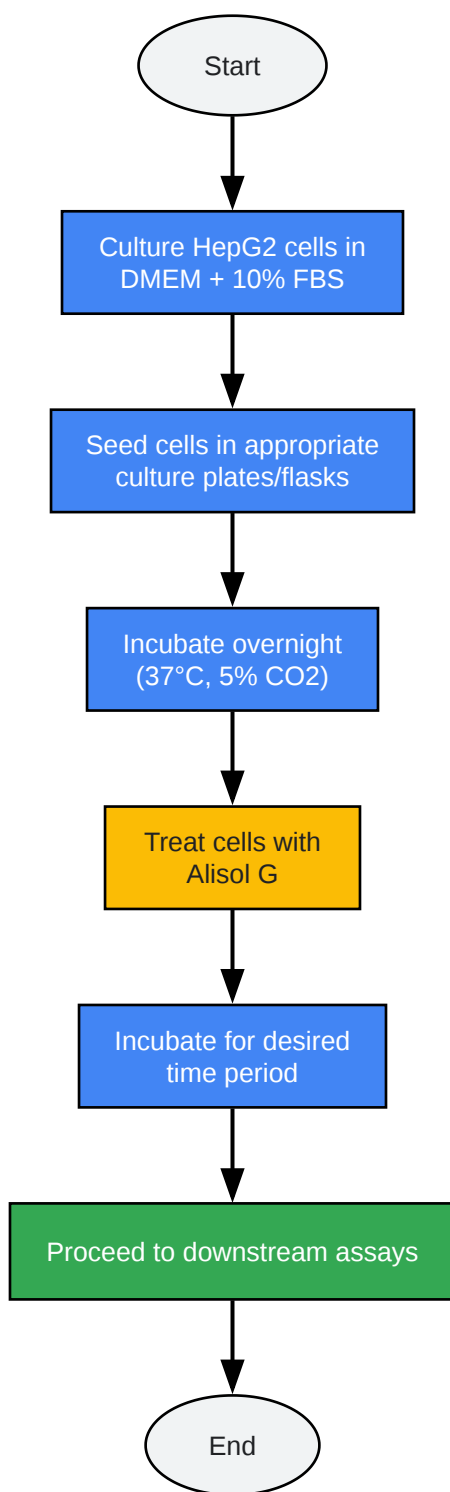 Start
Culture HepG2 cells in
DMEM + 10% FBS
Seed cells in appropriate
culture plates/flasks
Incubate overnight
(37°C, 5% CO2)
Treat cells with
Alisol G
Incubate for desired
time period
Proceed to downstream assays
End